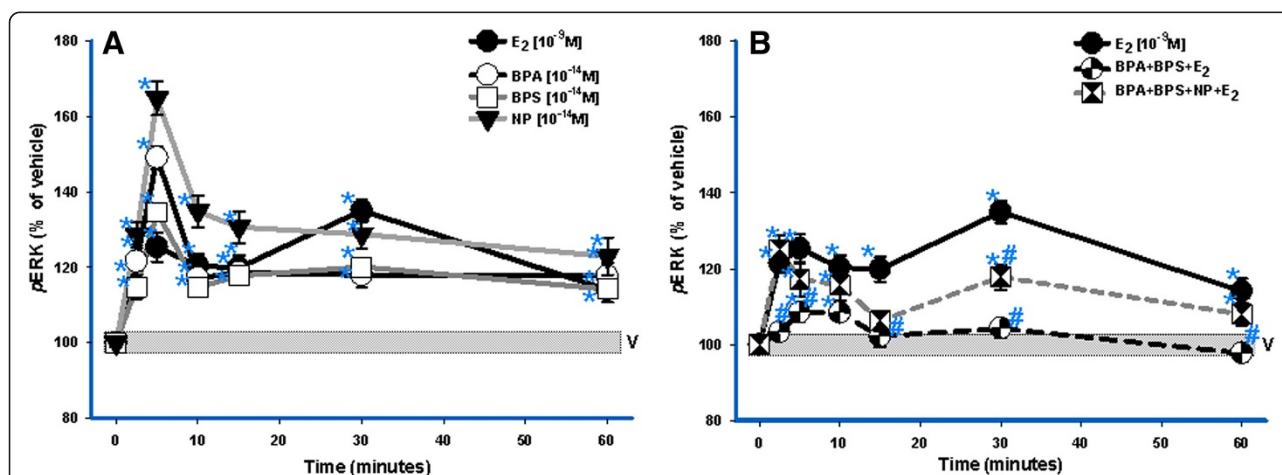 A
E₂ [10⁻⁹M]
BPA [10⁻¹⁴M]
BPS [10⁻¹⁴M]
NP [10⁻¹⁴M]
pERK (% of vehicle)
180
160
140
120
100
80
V
0 10 20 30 40 50 60
Time (minutes)
B
E₂ [10⁻⁹M]
BPA+BPS+E₂
BPA+BPS+NP+E₂
pERK (% of vehicle)
180
160
140
120
100
80
V
0 10 20 30 40 50 60
Time (minutes)